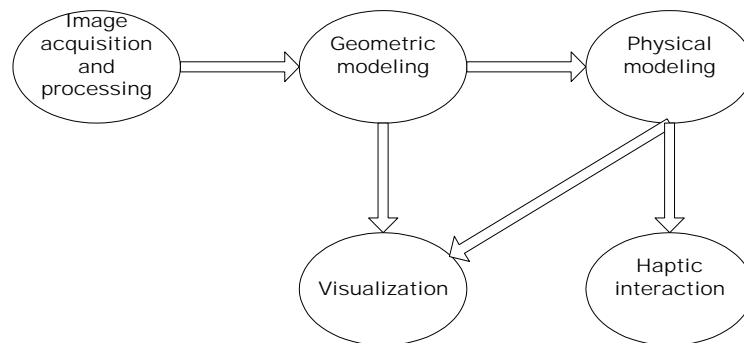 Image
acquisition
and
processing
Geometric
modeling
Physical
modeling
Visualization
Haptic
interaction